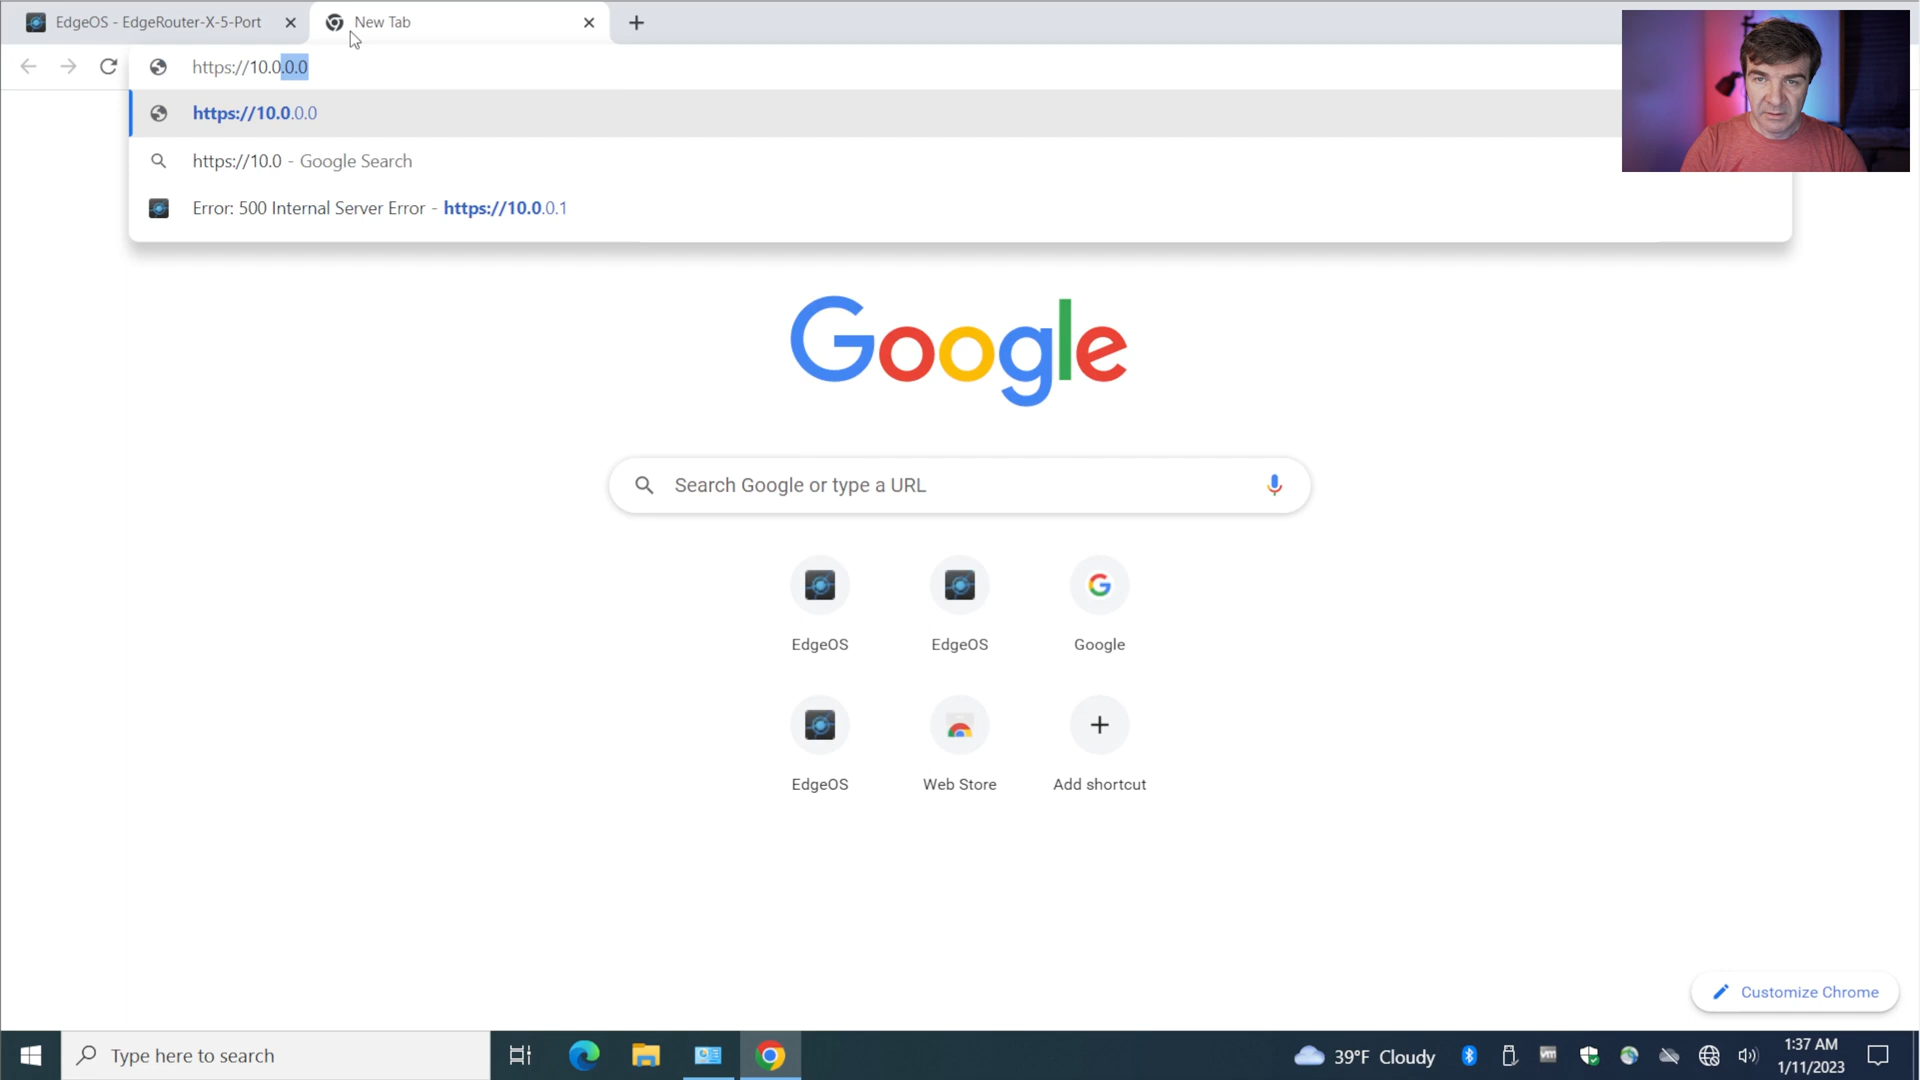 EdgeOS - EdgeRouter-X-5-Port
New Tab
https://10.0.0.0
https://10.0.0.0
https://10.0 - Google Search
Error: 500 Internal Server Error - https://10.0.0.1
Google
Search Google or type a URL
EdgeOS
EdgeOS
Google
EdgeOS
Web Store
Add shortcut
Customize Chrome
Type here to search
39°F Cloudy
vm
1:37 AM
1/11/2023